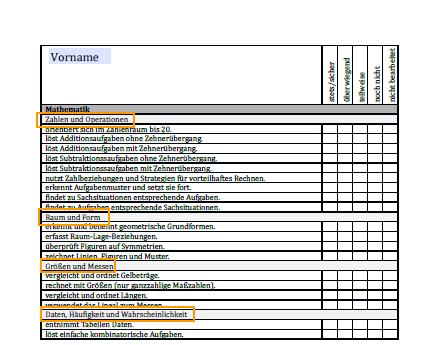 Vorname
stets/sicher
überwiegend
teilweise
noch nicht
nicht bearbeitet
Mathematik
Zahlen und Operationen
orientiert sich im Zahlenraum bis 20.
löst Additionsaufgaben ohne Zehnerübergang.
löst Additionsaufgaben mit Zehnerübergang.
löst Subtraktionssaufgaben ohne Zehnerübergang.
löst Subtraktionssaufgaben mit Zehnerübergang.
nutzt Zahlbeziehungen und Strategien für vorteilhaftes Rechnen.
erkennt Aufgabenmuster und setzt sie fort.
findet zu Sachsituationen entsprechende Aufgaben.
findet zu Aufgaben entsprechende Sachsituationen.
Raum und Form
erkennt und benennt geometrische Grundformen.
erfasst Raum-Lage-Beziehungen.
überprüft Figuren auf Symmetrien.
zeichnet Linien, Figuren und Muster.
Größen und Messen
vergleicht und ordnet Gelbeträge.
rechnet mit Größen (nur ganzzahlige Maßzahlen).
vergleicht und ordnet Längen.
verwendet das Lineal zum Messen.
Daten, Häufigkeit und Wahrscheinlichkeit
entnimmt Tabellen Daten.
löst einfache kombinatorische Aufgaben.